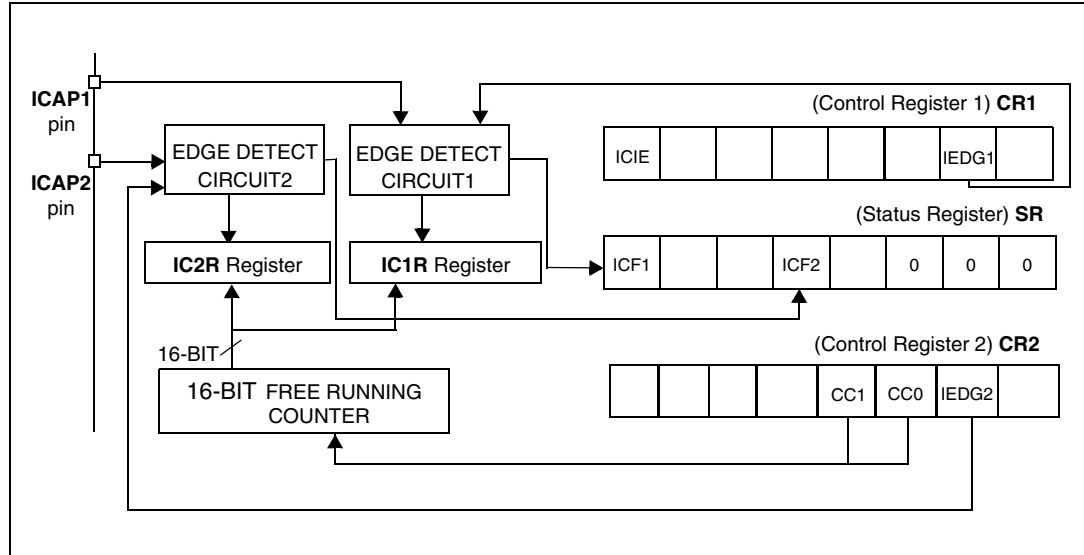 ICAP1
pin
ICAP2
pin
EDGE DETECT
CIRCUIT2
EDGE DETECT
CIRCUIT1
(Control Register 1) CR1
ICIE IEDG1
(Status Register) SR
IC2R Register
IC1R Register
ICF1 ICF2 0 0 0
16-BIT
(Control Register 2) CR2
16-BIT FREE RUNNING
COUNTER
CC1 CC0 IEDG2